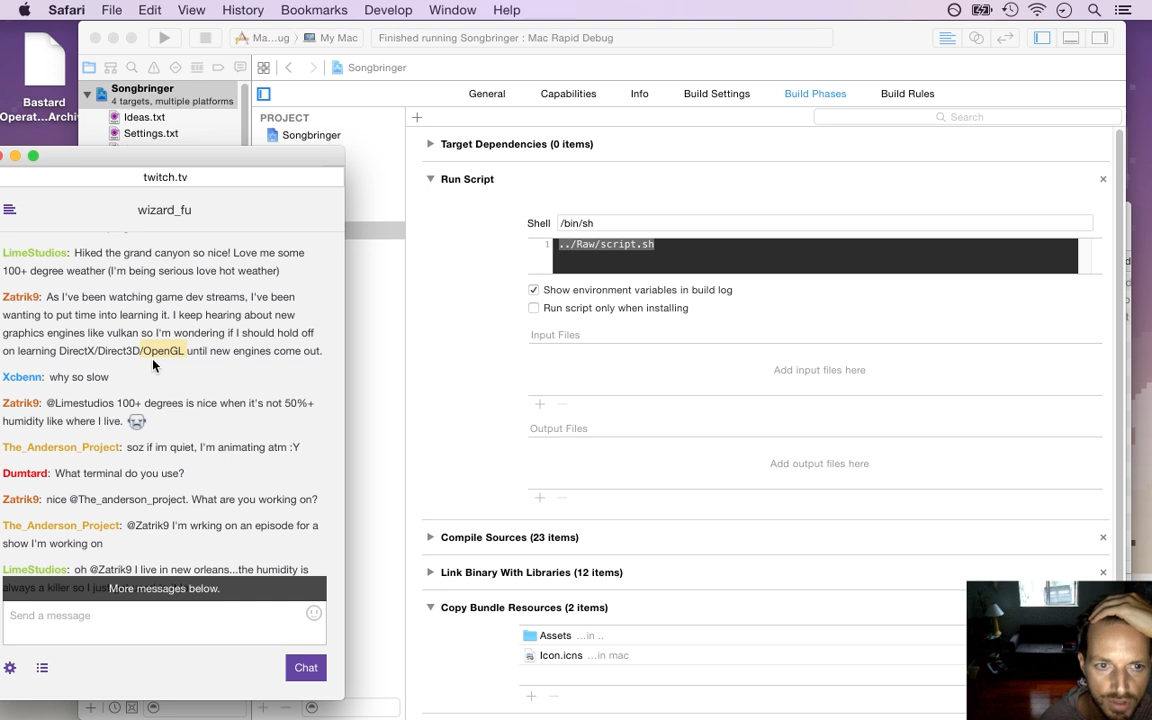 Safari File Edit View History Bookmarks Develop Window Help
Bastard
Operat...Archi
Ma...ug My Mac Finished running Songbringer : Mac Rapid Debug
Songbringer
Songbringer
4 targets, multiple platforms
Ideas.txt
Settings.txt
General Capabilities Info Build Settings Build Phases Build Rules
PROJECT
Songbringer
Search
Target Dependencies (0 items)
Run Script
Shell /bin/sh
1 ../Raw/script.sh
Show environment variables in build log
Run script only when installing
Input Files
Add input files here
Output Files
Add output files here
Compile Sources (23 items)
Link Binary With Libraries (12 items)
Copy Bundle Resources (2 items)
Assets ...in ..
Icon.icns ...in mac
twitch.tv
wizard_fu
LimeStudios: Hiked the grand canyon so nice! Love me some
100+ degree weather (I'm being serious love hot weather)
Zatrik9: As I've been watching game dev streams, I've been
wanting to put time into learning it. I keep hearing about new
graphics engines like vulkan so I'm wondering if I should hold off
on learning DirectX/Direct3D/OpenGL until new engines come out.
Xcbenn: why so slow
Zatrik9: @Limestudios 100+ degrees is nice when it's not 50%+
humidity like where I live.
The_Anderson_Project: soz if im quiet, I'm animating atm :Y
Dumtard: What terminal do you use?
Zatrik9: nice @The_anderson_project. What are you working on?
The_Anderson_Project: @Zatrik9 I'm wrking on an episode for a
show I'm working on
LimeStudios: oh @Zatrik9 I live in new orleans...the humidity is
always a killer so I jus
More messages below.
Send a message
Chat